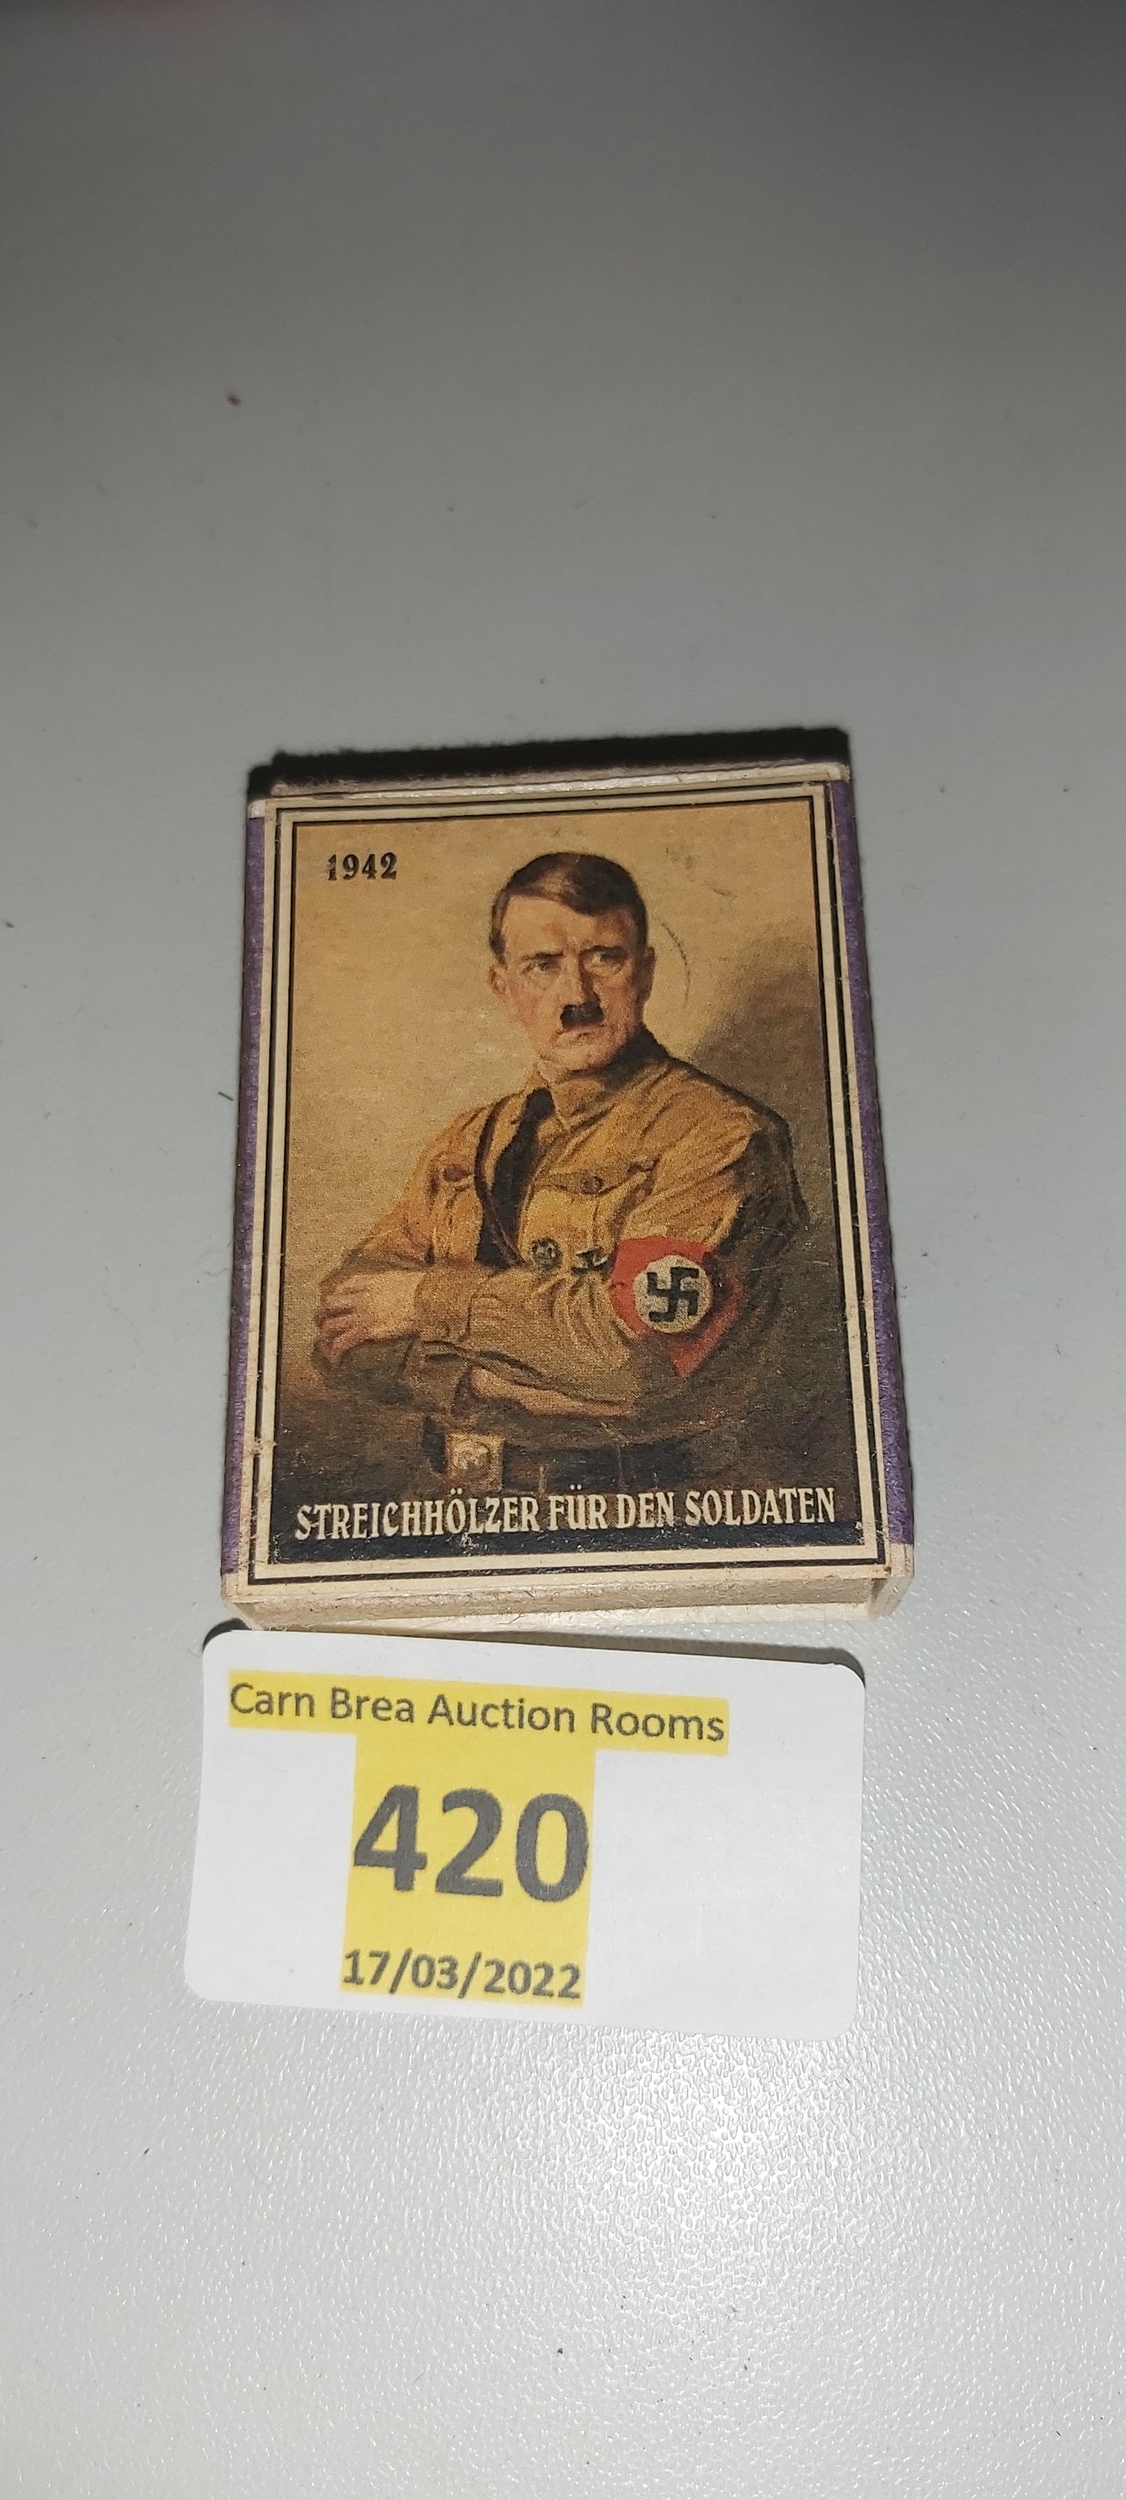 1942
STREICHHÖLZER FÜR DEN SOLDATEN
Carn Brea Auction Rooms
420
17/03/2022